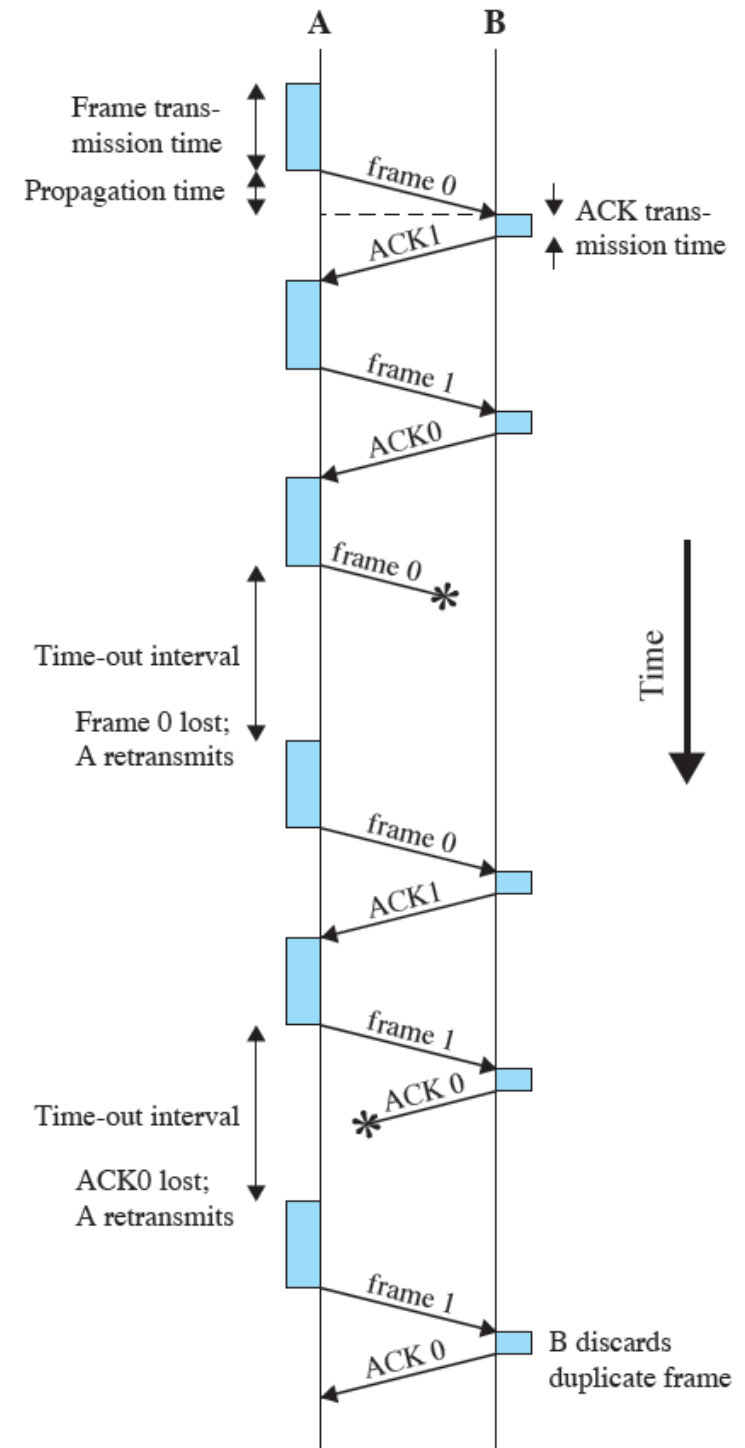 A
B
Frame trans-
mission time
Propagation time
frame 0
ACK trans-
mission time
ACK1
frame 1
ACK0
frame 0
Time-out interval
Time
Frame 0 lost;
A retransmits
frame 0
ACK1
frame 1
ACK 0
Time-out interval
ACK0 lost;
A retransmits
frame 1
ACK 0
B discards
duplicate frame